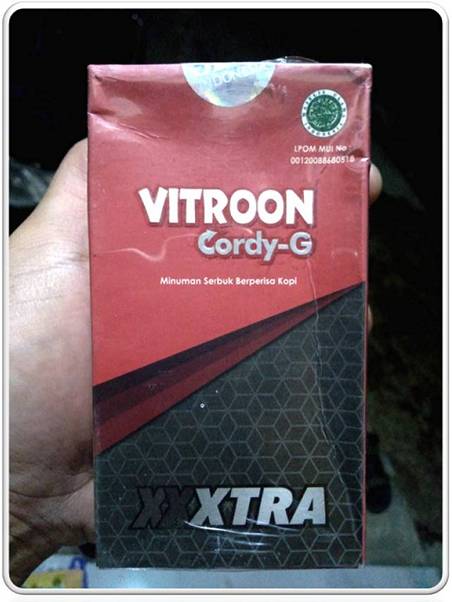 LPOM MUI No :
00120088680518
VITROON
Cordy-G
Minuman Serbuk Berperisa Kopi
XXXTRA